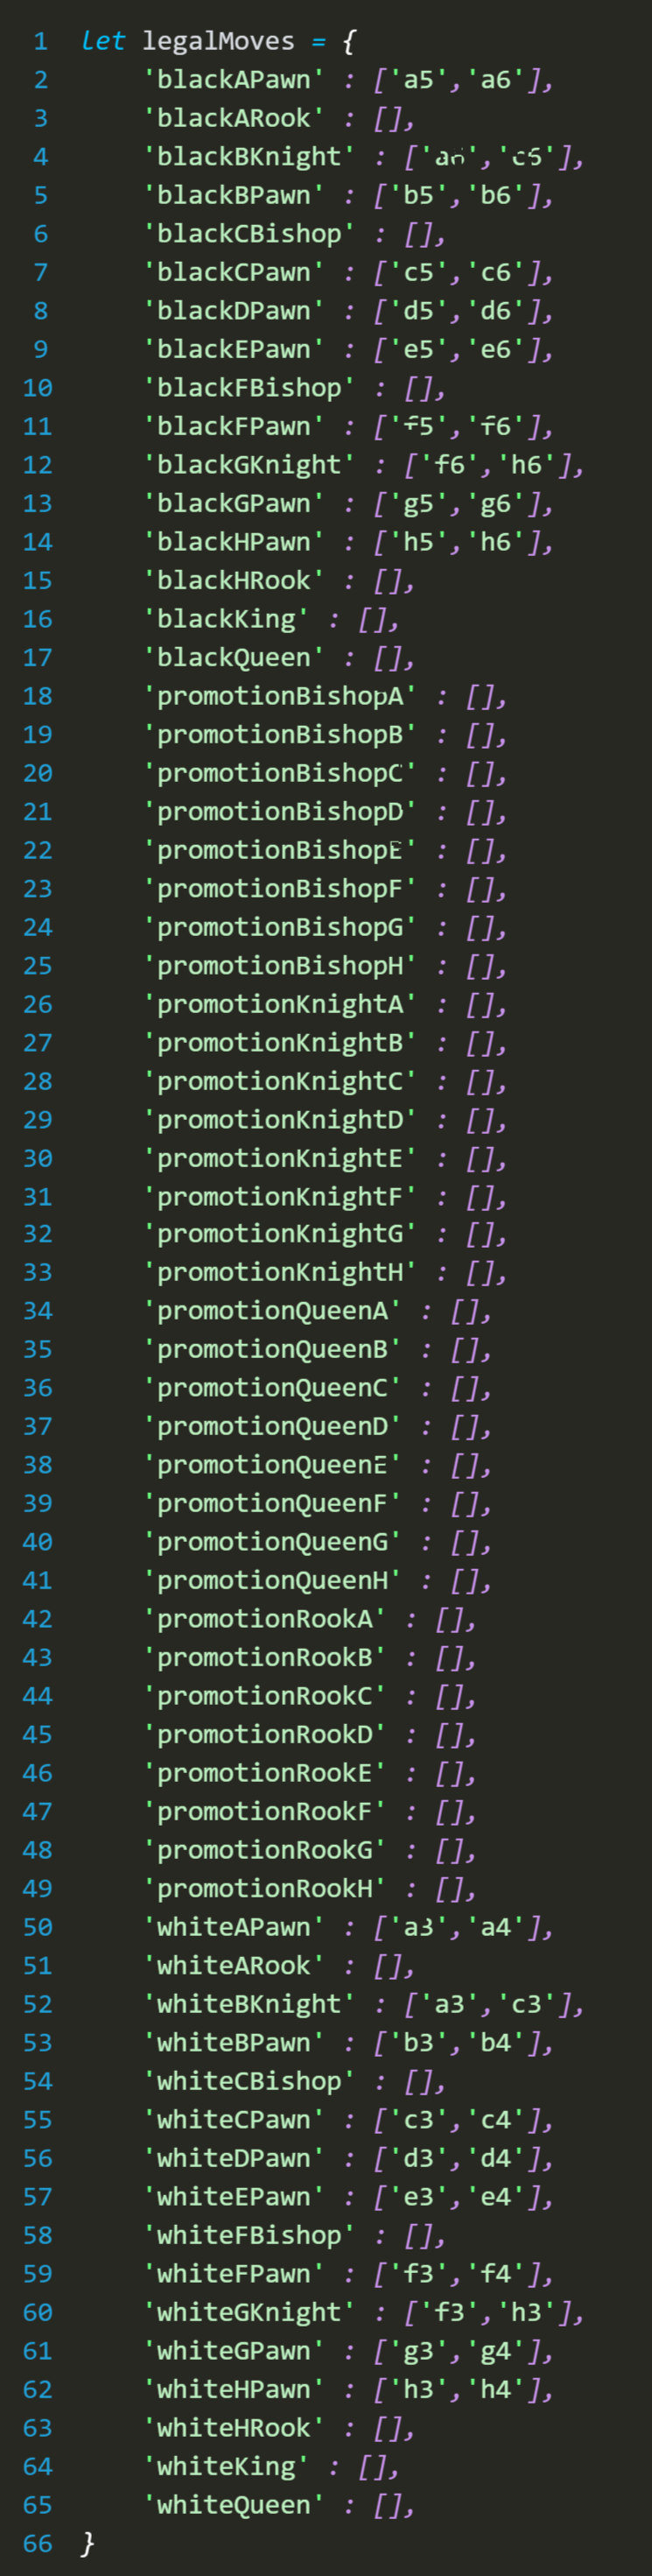 1 let legalMoves = {
2 'blackAPawn' : ['a5','a6'],
3 'blackARook' : [],
4 'blackBKnight' : ['a6','c6'],
5 'blackBPawn' : ['b5','b6'],
6 'blackCBishop' : [],
7 'blackCPawn' : ['c5','c6'],
8 'blackDPawn' : ['d5','d6'],
9 'blackEPawn' : ['e5','e6'],
10 'blackFBishop' : [],
11 'blackFPawn' : ['f5','f6'],
12 'blackGKnight' : ['f6','h6'],
13 'blackGPawn' : ['g5','g6'],
14 'blackHPawn' : ['h5','h6'],
15 'blackHRook' : [],
16 'blackKing' : [],
17 'blackQueen' : [],
18 'promotionBishopA' : [],
19 'promotionBishopB' : [],
20 'promotionBishopC' : [],
21 'promotionBishopD' : [],
22 'promotionBishopE' : [],
23 'promotionBishopF' : [],
24 'promotionBishopG' : [],
25 'promotionBishopH' : [],
26 'promotionKnightA' : [],
27 'promotionKnightB' : [],
28 'promotionKnightC' : [],
29 'promotionKnightD' : [],
30 'promotionKnightE' : [],
31 'promotionKnightF' : [],
32 'promotionKnightG' : [],
33 'promotionKnightH' : [],
34 'promotionQueenA' : [],
35 'promotionQueenB' : [],
36 'promotionQueenC' : [],
37 'promotionQueenD' : [],
38 'promotionQueenE' : [],
39 'promotionQueenF' : [],
40 'promotionQueenG' : [],
41 'promotionQueenH' : [],
42 'promotionRookA' : [],
43 'promotionRookB' : [],
44 'promotionRookC' : [],
45 'promotionRookD' : [],
46 'promotionRookE' : [],
47 'promotionRookF' : [],
48 'promotionRookG' : [],
49 'promotionRookH' : [],
50 'whiteAPawn' : ['a3','a4'],
51 'whiteARook' : [],
52 'whiteBKnight' : ['a3','c3'],
53 'whiteBPawn' : ['b3','b4'],
54 'whiteCBishop' : [],
55 'whiteCPawn' : ['c3','c4'],
56 'whiteDPawn' : ['d3','d4'],
57 'whiteEPawn' : ['e3','e4'],
58 'whiteFBishop' : [],
59 'whiteFPawn' : ['f3','f4'],
60 'whiteGKnight' : ['f3','h3'],
61 'whiteGPawn' : ['g3','g4'],
62 'whiteHPawn' : ['h3','h4'],
63 'whiteHRook' : [],
64 'whiteKing' : [],
65 'whiteQueen' : [],
66 }